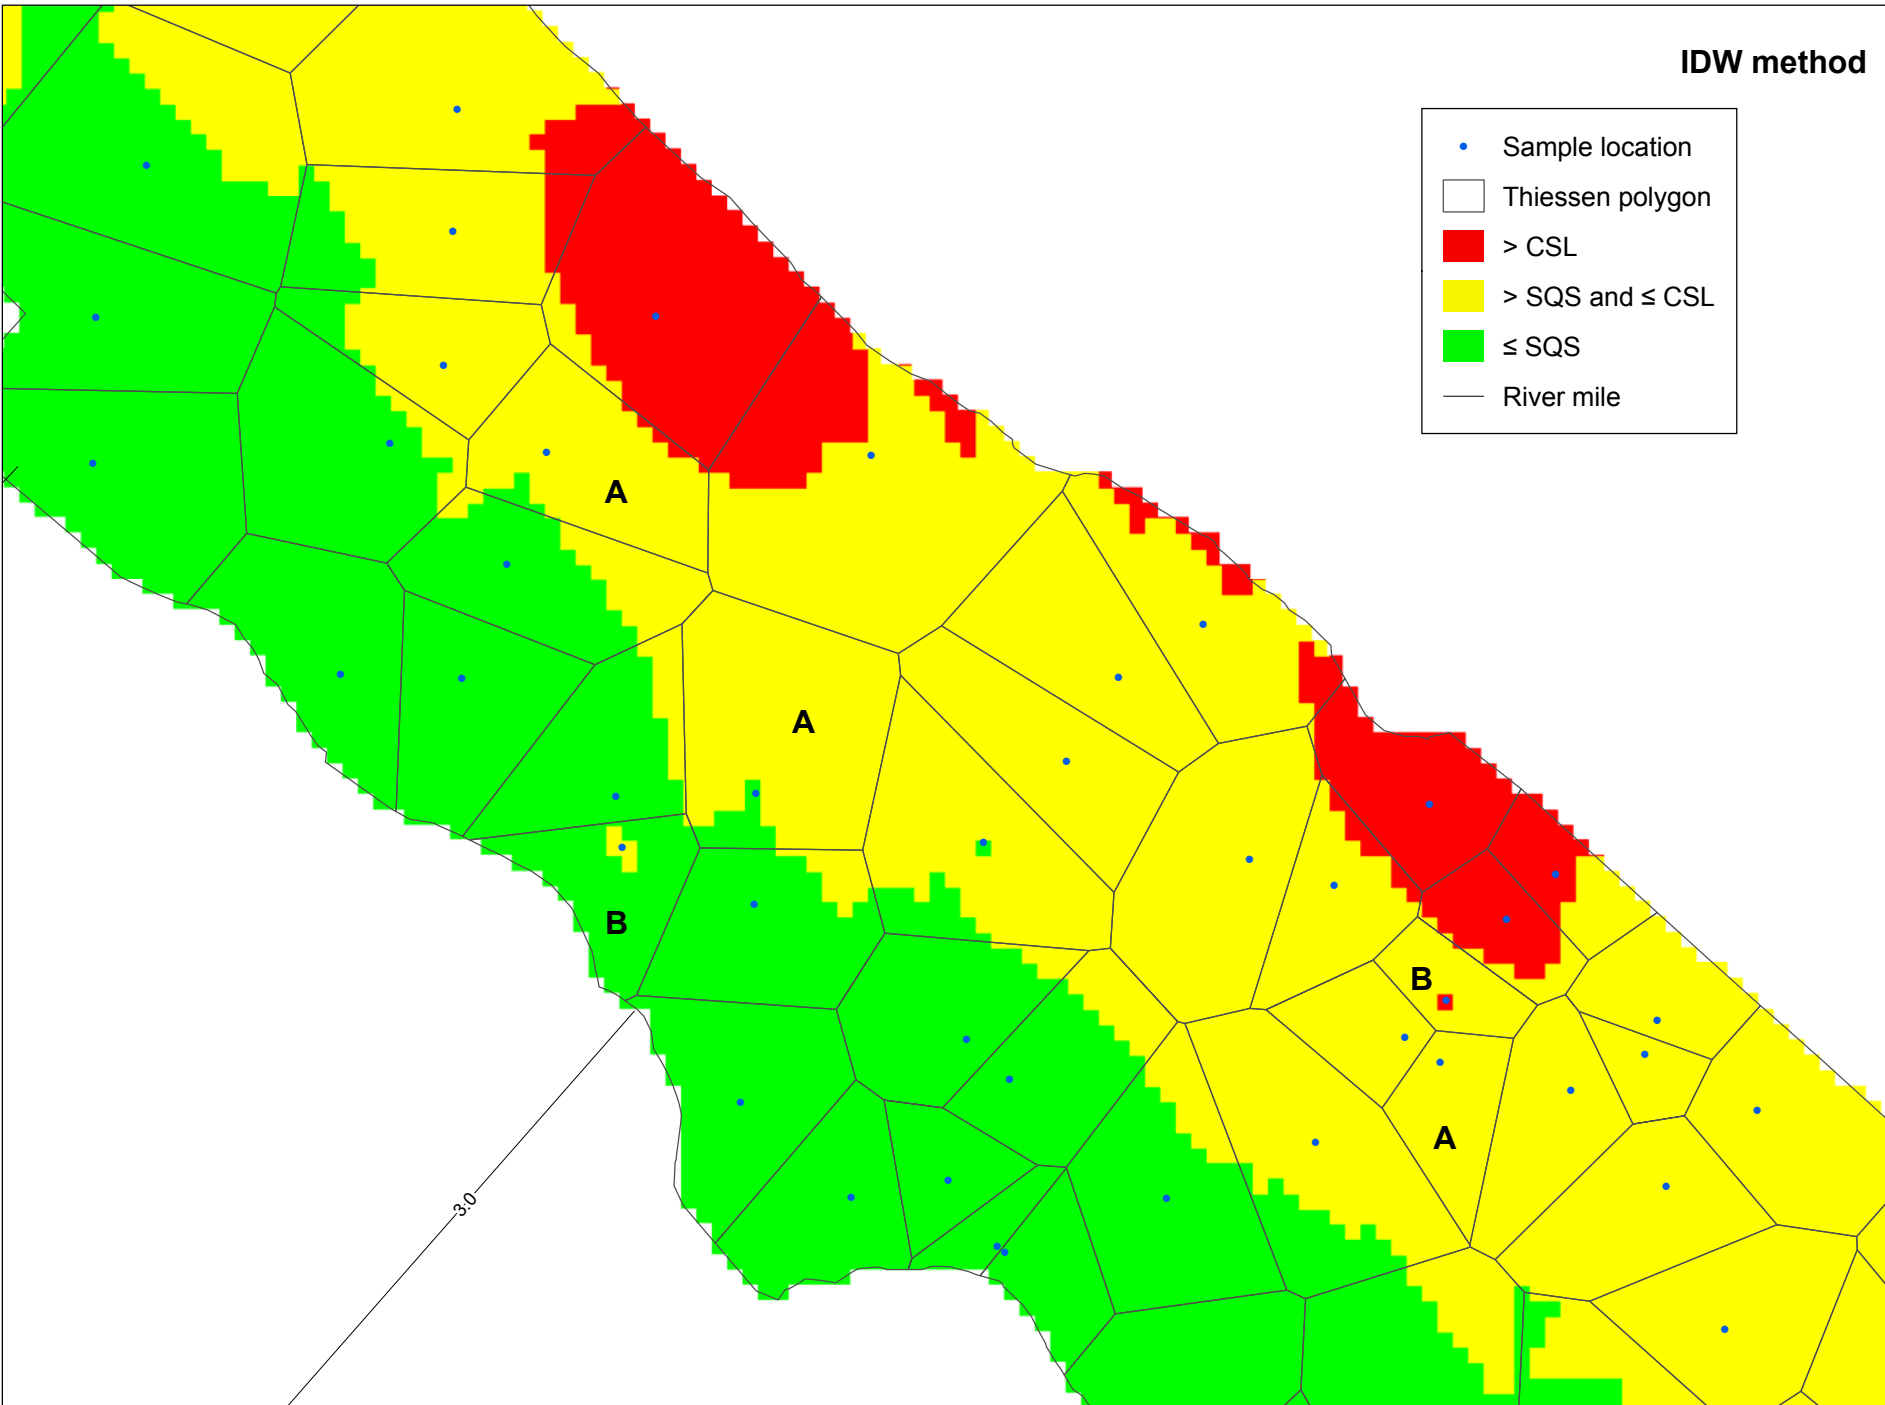 IDW method
Sample location
Thiessen polygon
> CSL
> SQS and ≤ CSL
≤ SQS
River mile
A
A
B
B
A
3.0